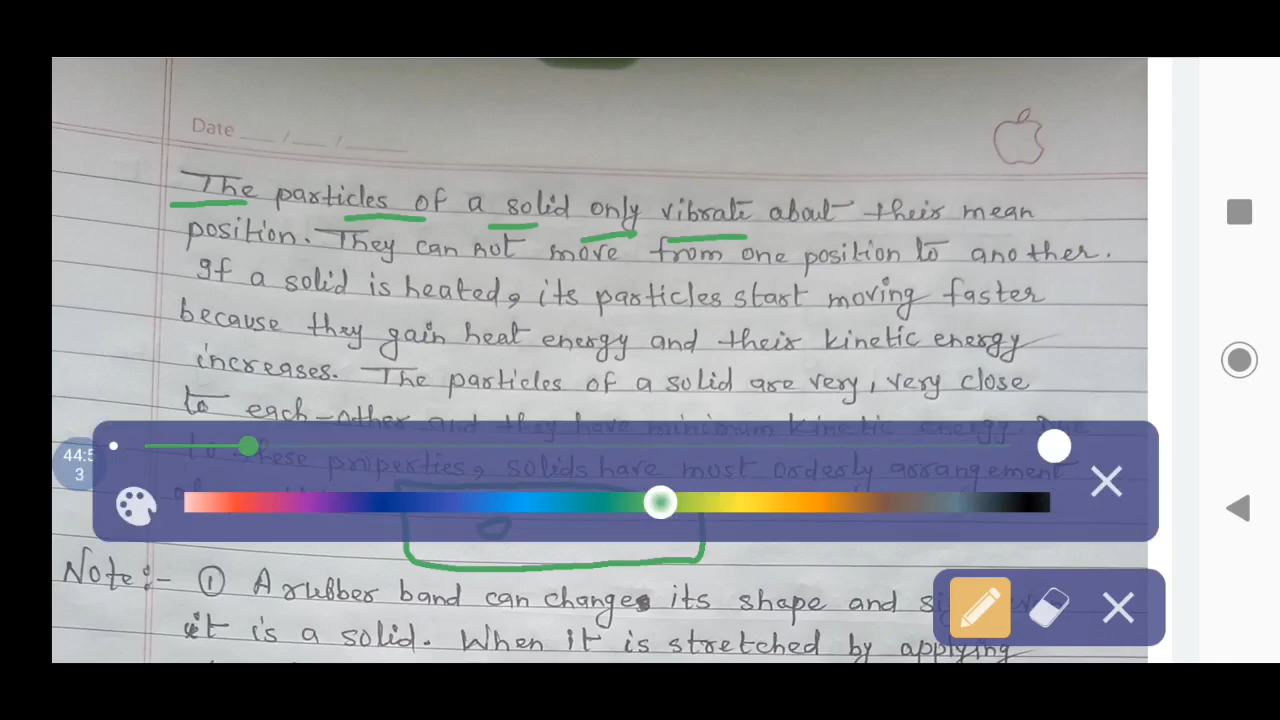 Date
The particles of a solid only vibrate about their mean
position. They can not move from one position to another.
If a solid is heated, its particles start moving faster
because they gain heat energy and their kinetic energy
increases. The particles of a solid are very, very close
to each-other and they have minimum kinetic energy. Due
to these properties, solids have most orderly arrangement
44:5
3
Note:- ① A rubber band can change its shape and
it is a solid. When it is stretched by applying